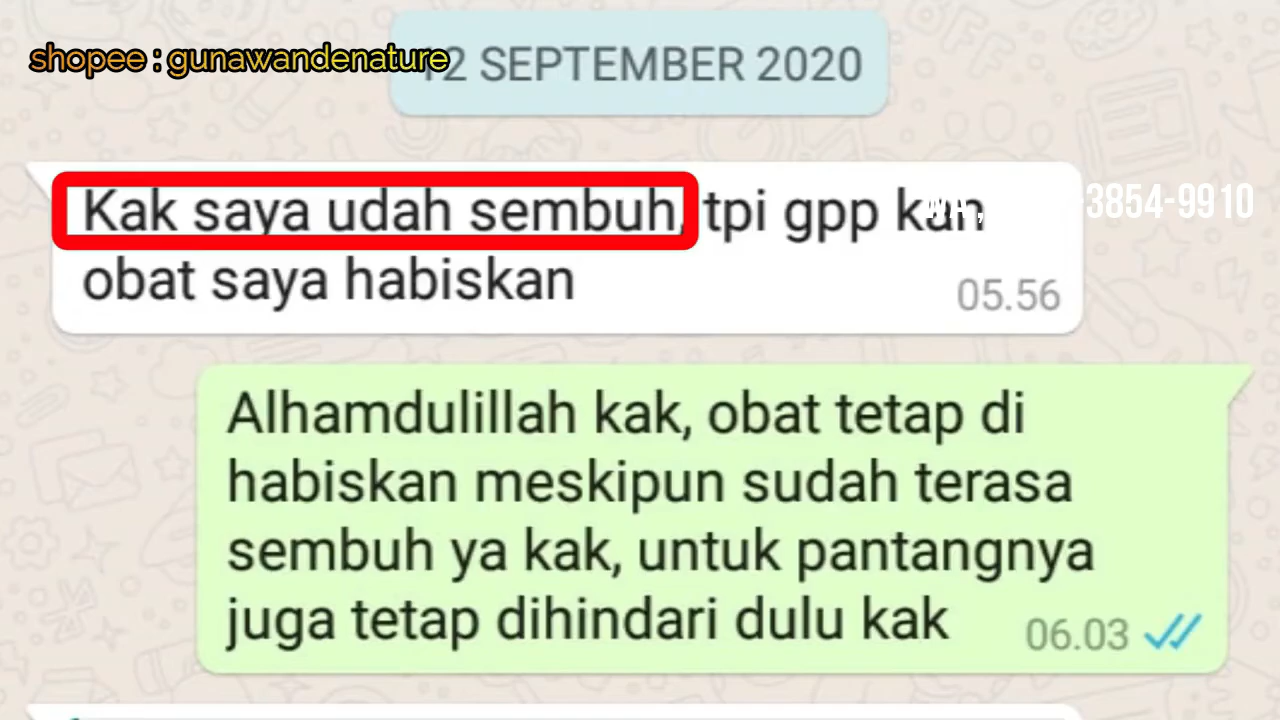 shopee : gunawandenature
12 SEPTEMBER 2020
Kak saya udah sembuh, tpi gpp kan
3854-9910
obat saya habiskan
05.56
Alhamdulillah kak, obat tetap di
habiskan meskipun sudah terasa
sembuh ya kak, untuk pantangnya
juga tetap dihindari dulu kak
06.03